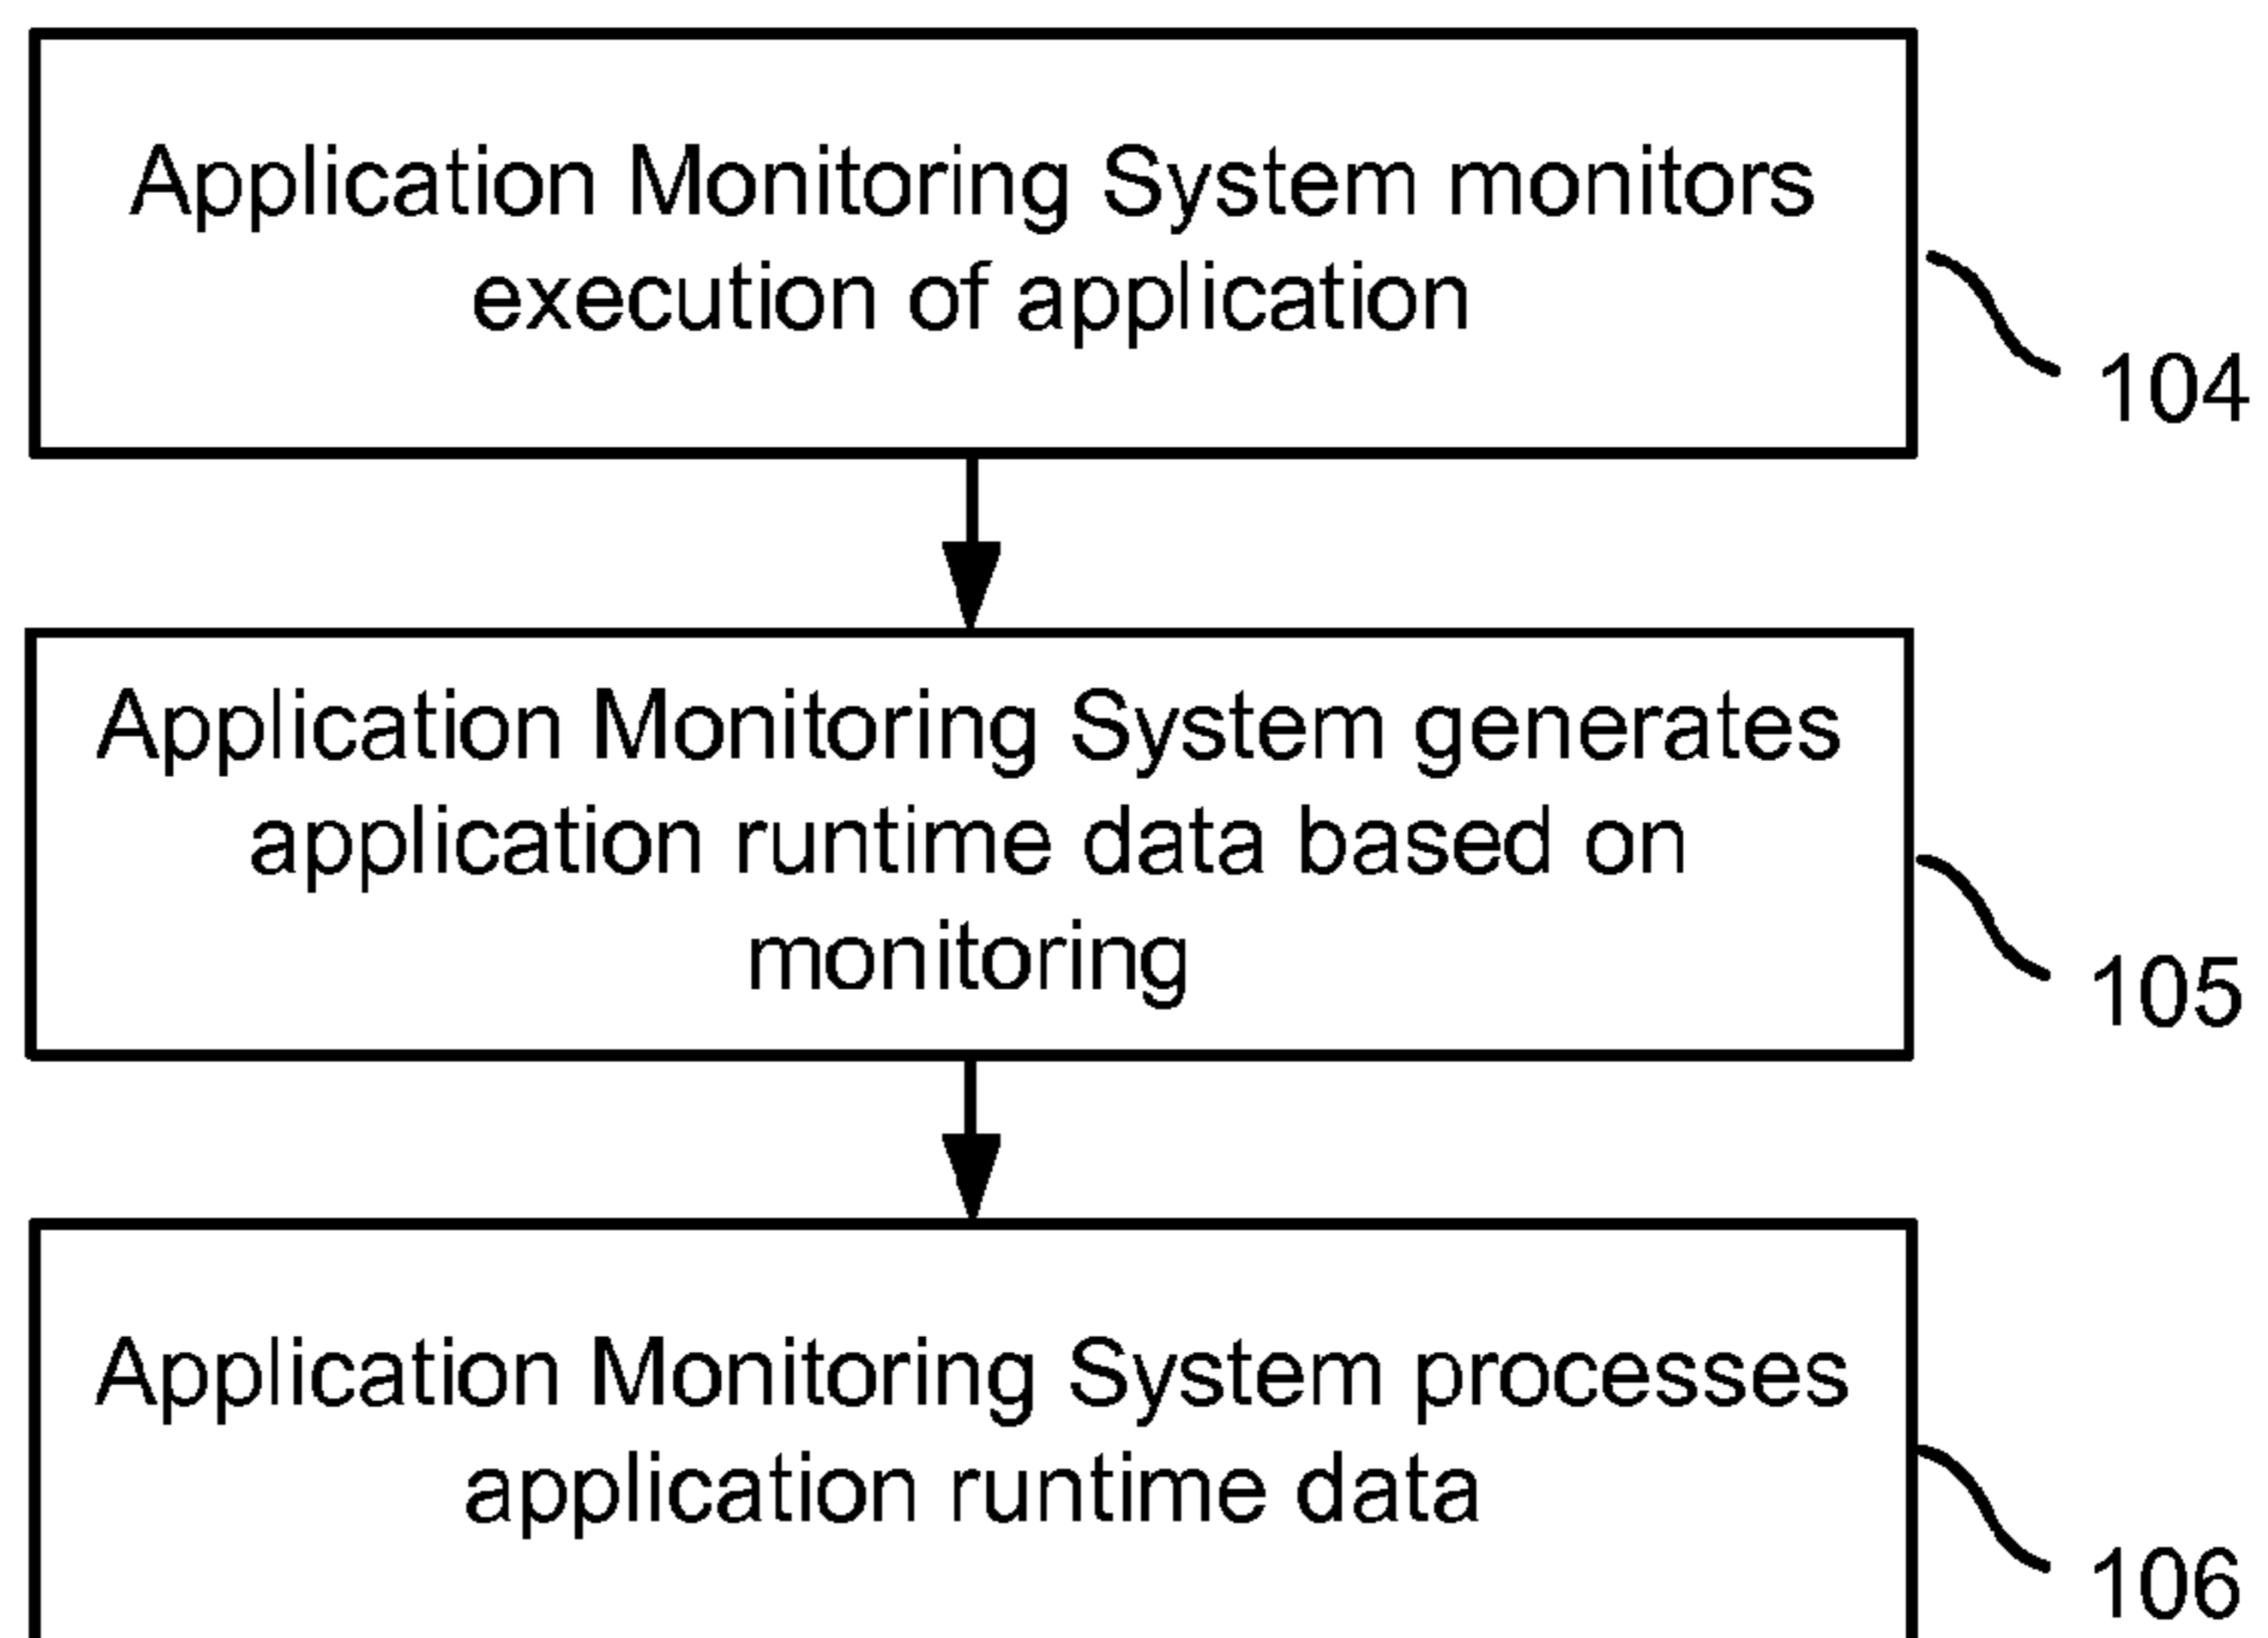 Application Monitoring System monitors
execution of application
104
Application Monitoring System generates
application runtime data based on
monitoring
105
Application Monitoring System processes
application runtime data
106